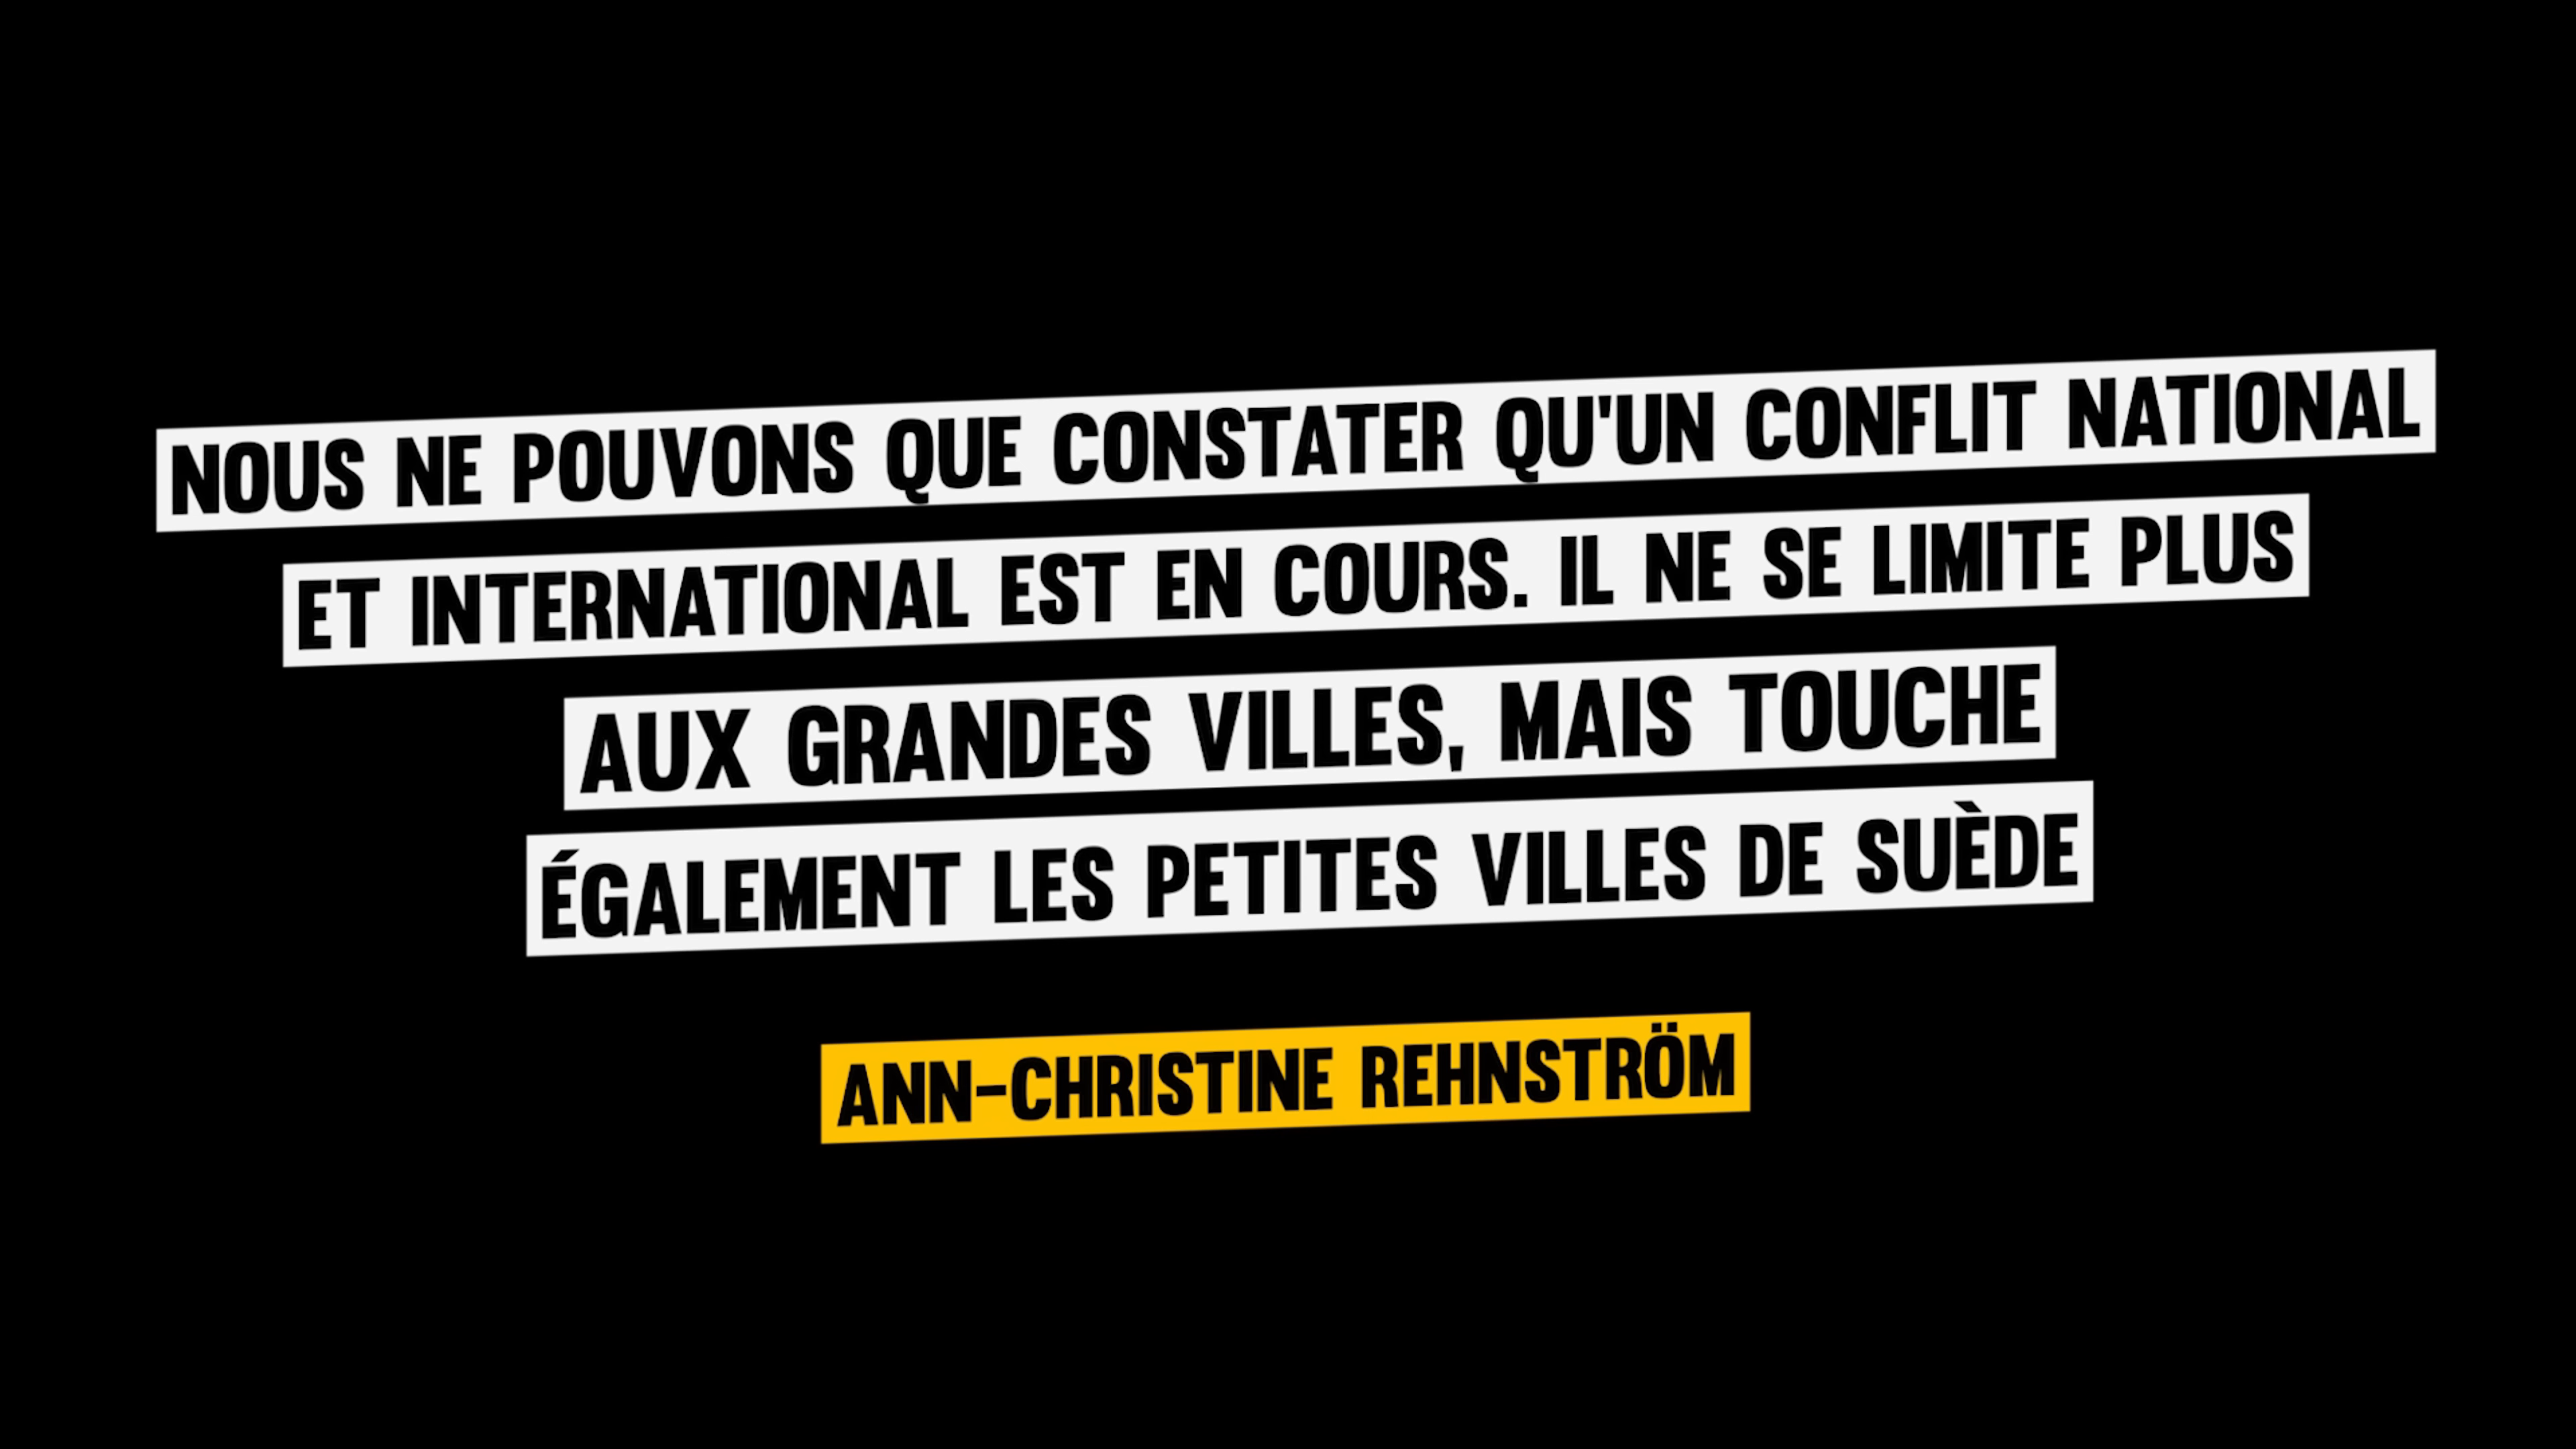 NOUS NE POUVONS QUE CONSTATER QU'UN CONFLIT NATIONAL
ET INTERNATIONAL EST EN COURS. IL NE SE LIMITE PLUS
AUX GRANDES VILLES, MAIS TOUCHE
ÉGALEMENT LES PETITES VILLES DE SUÈDE
ANN-CHRISTINE REHNSTRÖM